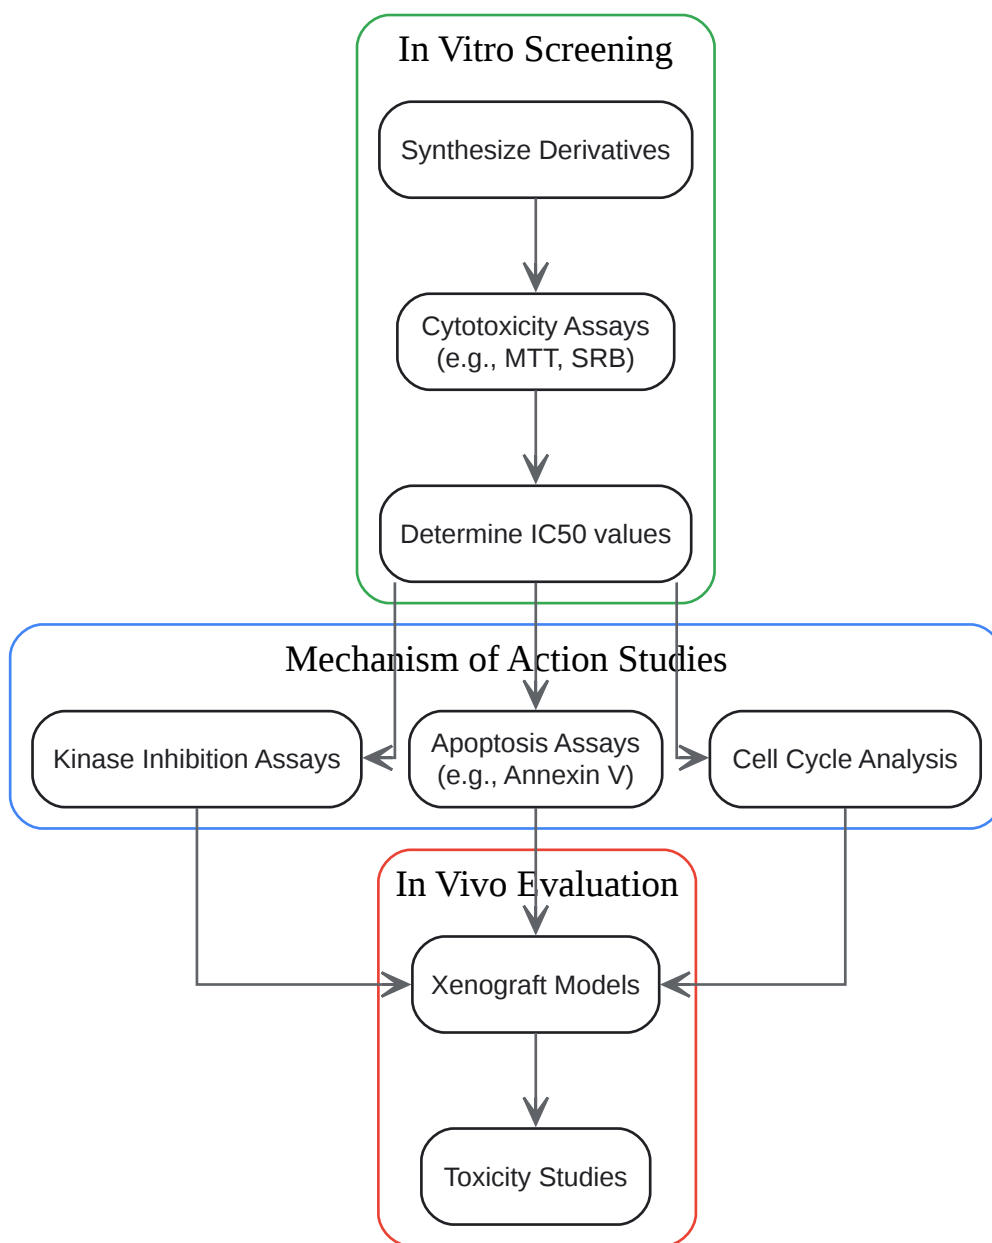 In Vitro Screening
Synthesize Derivatives
Cytotoxicity Assays
(e.g., MTT, SRB)
Determine IC50 values
Mechanism of Action Studies
Kinase Inhibition Assays
Apoptosis Assays
(e.g., Annexin V)
Cell Cycle Analysis
In Vivo Evaluation
Xenograft Models
Toxicity Studies